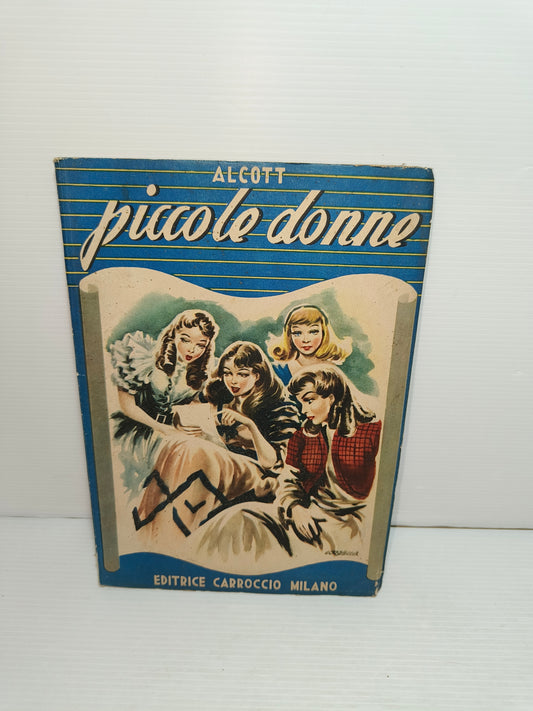 ALCOTT
piccole donne
EDITRICE CARROCCIO MILANO